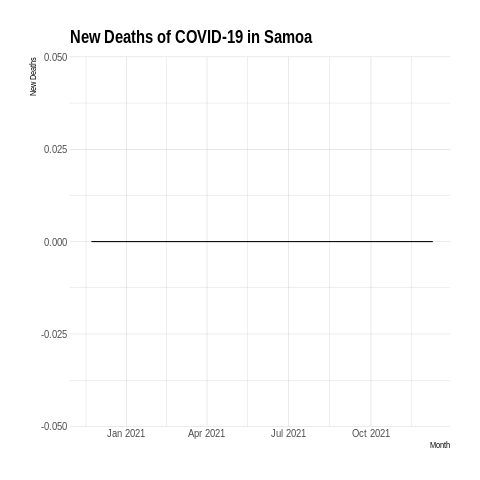 New Deaths of COVID-19 in Samoa
New Deaths
0.050
0.025
0.000
-0.025
-0.050
Jan 2021 Apr 2021 Jul 2021 Oct 2021
Month